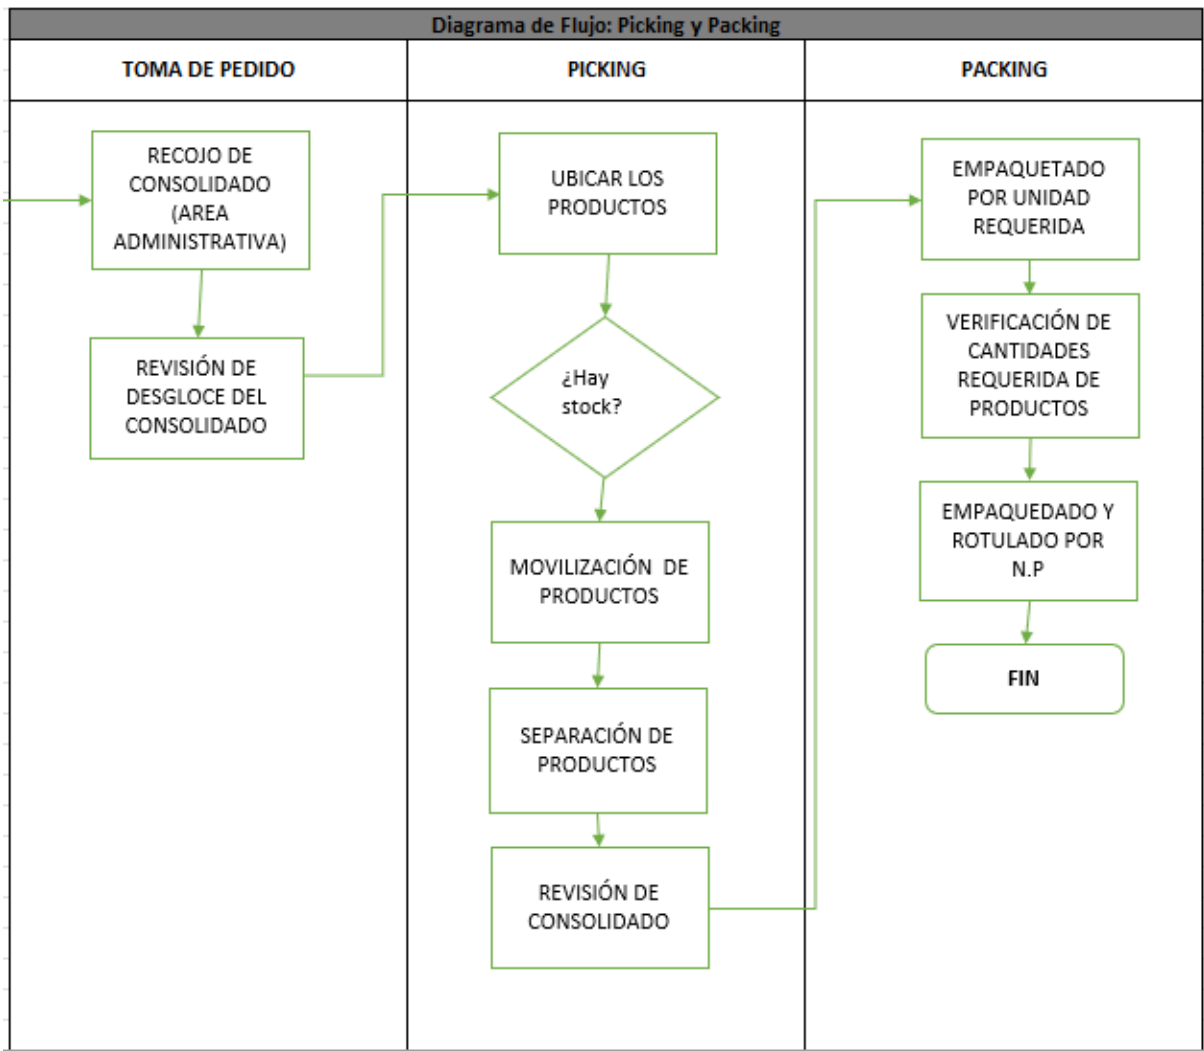 Diagrama de Flujo: Picking y Packing
TOMA DE PEDIDO
PICKING
PACKING
RECOJO DE
CONSOLIDADO
(AREA
ADMINISTRATIVA)
REVISIÓN DE
DESGLOCE DEL
CONSOLIDADO
UBICAR LOS
PRODUCTOS
¿Hay
stock?
MOVILIZACIÓN DE
PRODUCTOS
SEPARACIÓN DE
PRODUCTOS
REVISIÓN DE
CONSOLIDADO
EMPAQUETADO
POR UNIDAD
REQUERIDA
VERIFICACIÓN DE
CANTIDADES
REQUERIDA DE
PRODUCTOS
EMPAQUEDADO Y
ROTULADO POR
N.P
FIN